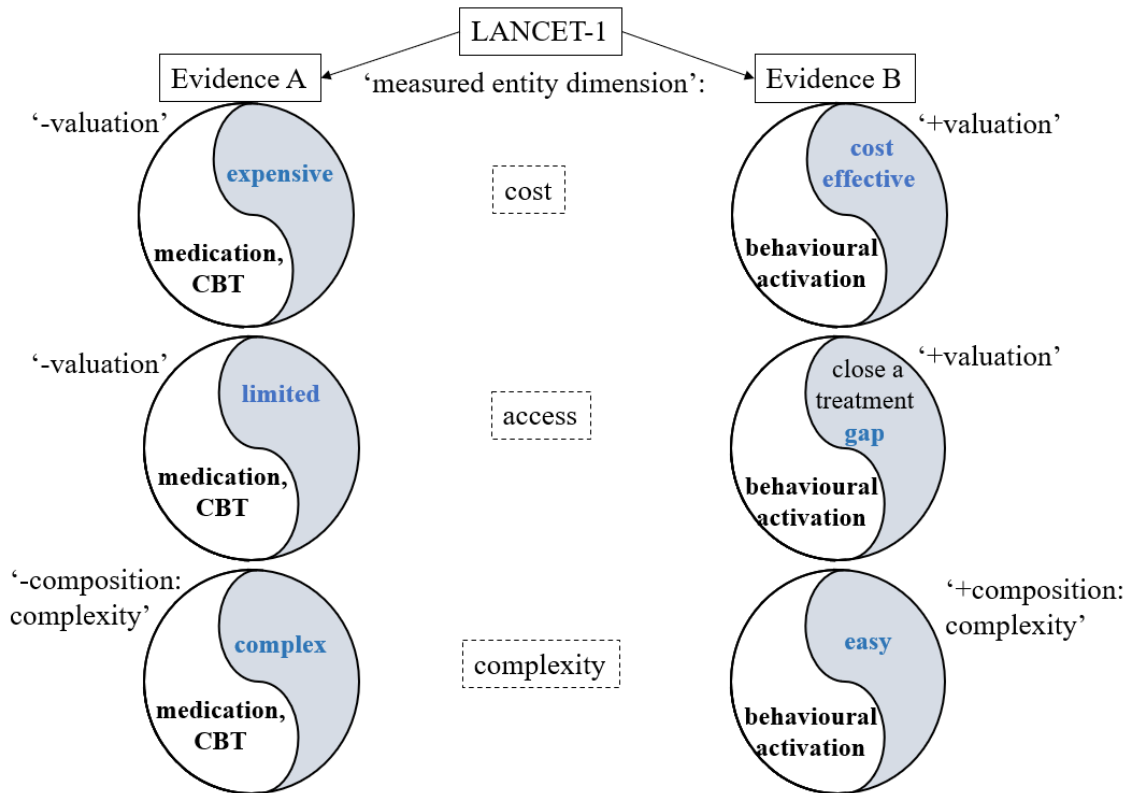 LANCET-1
Evidence A
‘measured entity dimension’:
Evidence B
‘-valuation’
expensive
medication,
CBT
cost
‘+valuation’
cost
effective
behavioural
activation
‘-valuation’
limited
medication,
CBT
access
‘+valuation’
close a
treatment
gap
behavioural
activation
‘-composition:
complexity’
complex
medication,
CBT
complexity
‘+composition:
complexity’
easy
behavioural
activation